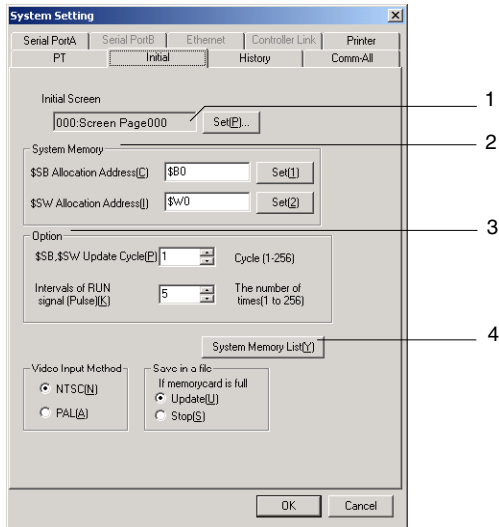 System Setting
Serial PortA Serial PortB Ethernet Controller Link Printer
PT Initial History Comm-All
Initial Screen
000:Screen Page000 Set(P)...
1
System Memory
2
$SB Allocation Address(C) $B0 Set(1)
$SW Allocation Address(I) $W0 Set(2)
Option
3
$SB,$SW Update Cycle(P) 1 Cycle (1-256)
Intervals of RUN signal (Pulse)(K) 5 The number of times(1 to 256)
System Memory List(Y)
4
Video Input Method Save in a file
If memorycard is full
NTSC(N) Update(U)
PAL(A) Stop(S)
OK Cancel